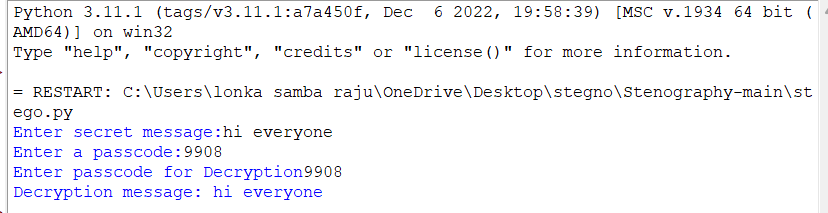 Python 3.11.1 (tags/v3.11.1:a7a450f, Dec  6 2022, 19:58:39) [MSC v.1934 64 bit (
AMD64)] on win32
Type "help", "copyright", "credits" or "license()" for more information.
= RESTART: C:\Users\lonka samba raju\OneDrive\Desktop\stegno\Stenography-main\st
ego.py
Enter secret message:hi everyone
Enter a passcode:9908
Enter passcode for Decryption9908
Decryption message: hi everyone